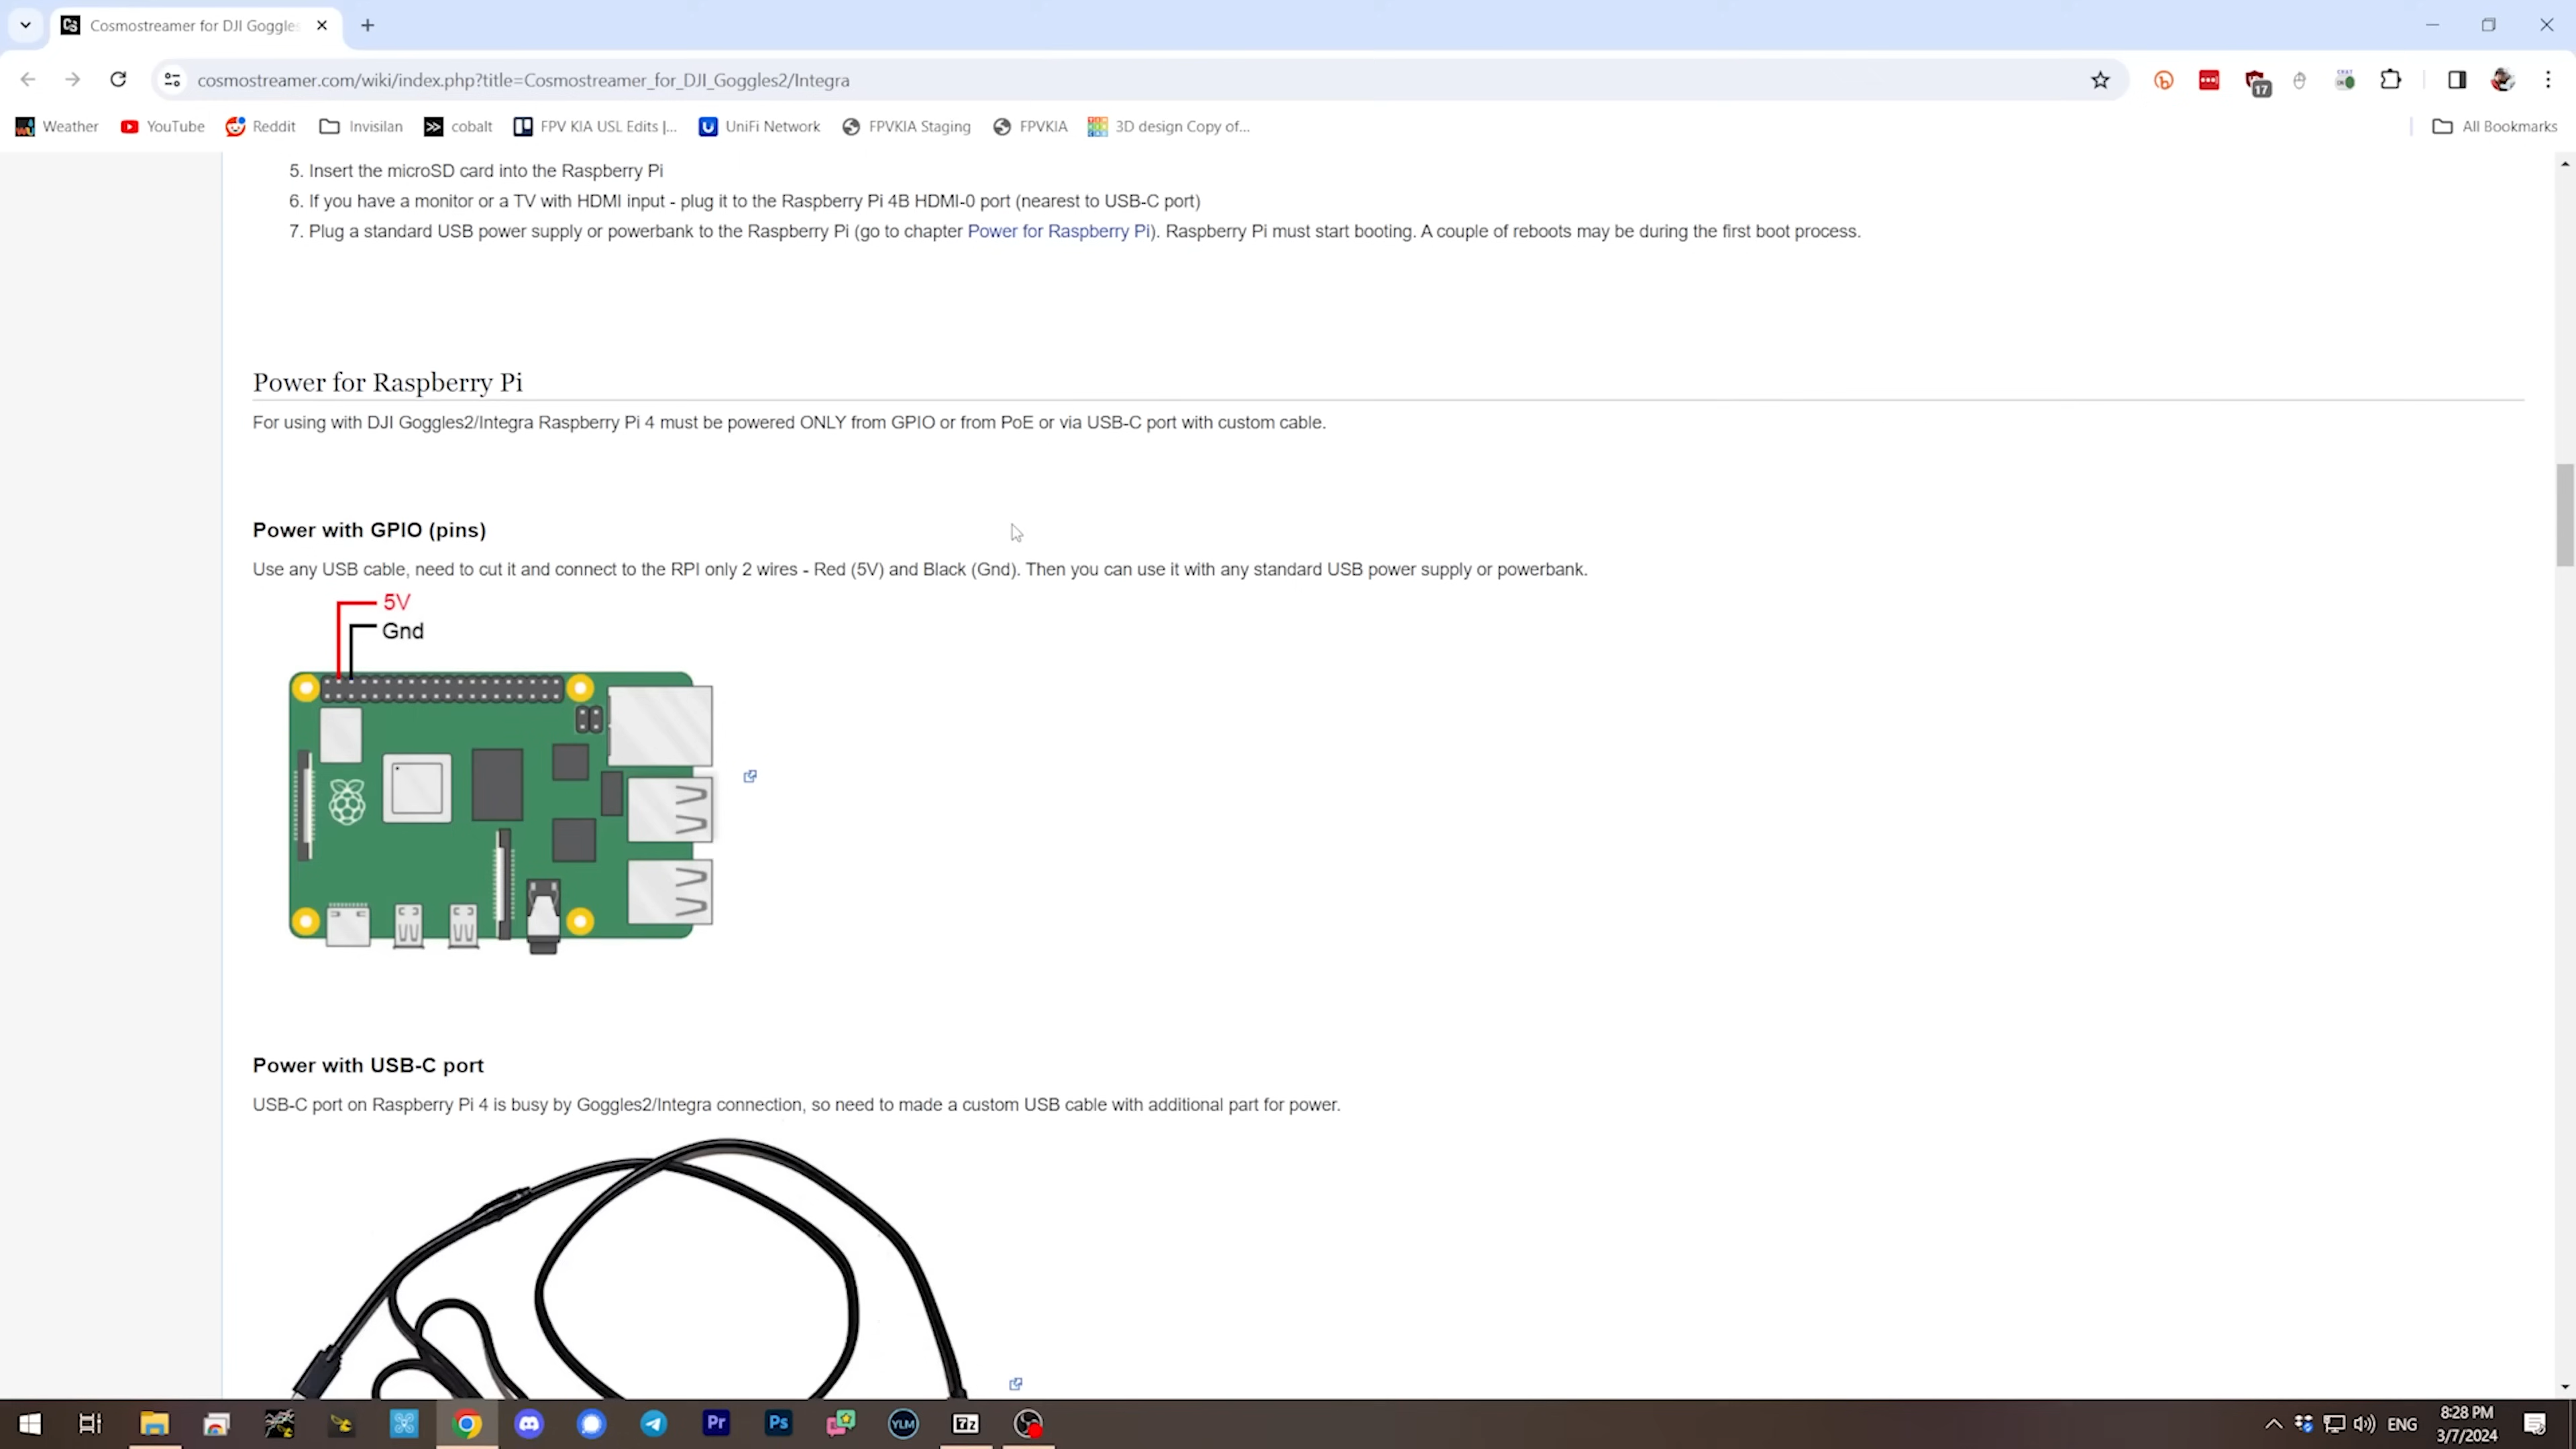 Cosmostreamer for DJI Goggles
cosmostreamer.com/wiki/index.php?title=Cosmostreamer_for_DJI_Goggles2/Integra
17
Weather
YouTube
Reddit
Invisilan
cobalt
FPV KIA USL Edits |...
UniFi Network
FPVKIA Staging
FPVKIA
3D design Copy of...
All Bookmarks
5. Insert the microSD card into the Raspberry Pi
6. If you have a monitor or a TV with HDMI input - plug it to the Raspberry Pi 4B HDMI-0 port (nearest to USB-C port)
7. Plug a standard USB power supply or powerbank to the Raspberry Pi (go to chapter Power for Raspberry Pi). Raspberry Pi must start booting. A couple of reboots may be during the first boot process.
Power for Raspberry Pi
For using with DJI Goggles2/Integra Raspberry Pi 4 must be powered ONLY from GPIO or from PoE or via USB-C port with custom cable.
Power with GPIO (pins)
Use any USB cable, need to cut it and connect to the RPI only 2 wires - Red (5V) and Black (Gnd). Then you can use it with any standard USB power supply or powerbank.
5V
Gnd
Power with USB-C port
USB-C port on Raspberry Pi 4 is busy by Goggles2/Integra connection, so need to made a custom USB cable with additional part for power.
Pr
Ps
YLM
7z
ENG
8:28 PM
3/7/2024